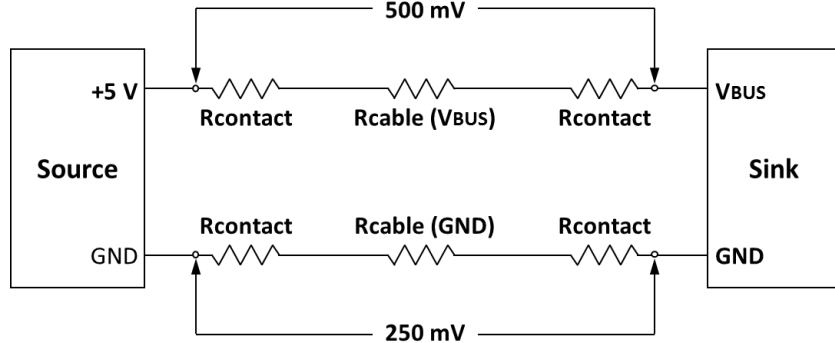 500 mV
+5 V
VBUS
Rcontact
Rcable (VBUS)
Rcontact
Source
Sink
Rcontact
Rcable (GND)
Rcontact
GND
GND
250 mV